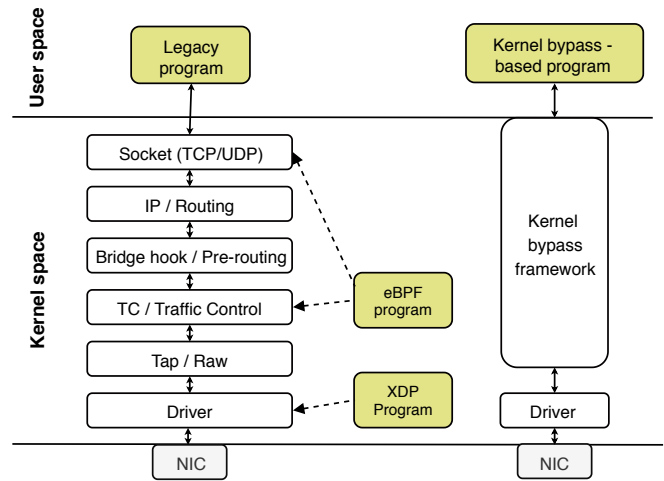 User space
Legacy
program
Kernel bypass -
based program
Kernel space
Socket (TCP/UDP)
IP / Routing
Bridge hook / Pre-routing
TC / Traffic Control
Tap / Raw
Driver
NIC
eBPF
program
XDP
Program
Kernel
bypass
framework
Driver
NIC